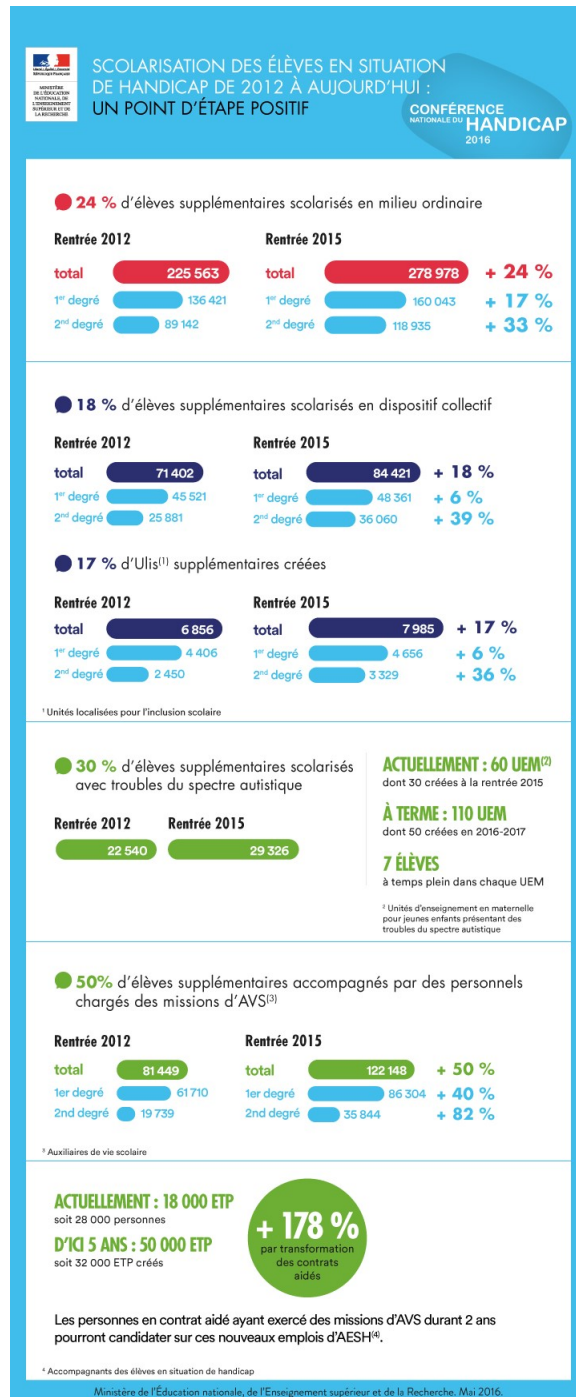 RÉPUBLIQUE FRANÇAISE
MINISTÈRE
DE L'ÉDUCATION
NATIONALE, DE
L'ENSEIGNEMENT
SUPÉRIEUR ET DE
LA RECHERCHE
SCOLARISATION DES ÉLÈVES EN SITUATION
DE HANDICAP DE 2012 À AUJOURD'HUI :
UN POINT D'ÉTAPE POSITIF
CONFÉRENCE
NATIONALE DU HANDICAP
2016
24 % d'élèves supplémentaires scolarisés en milieu ordinaire
Rentrée 2012 Rentrée 2015
total 225 563 278 978 + 24 %
1er degré 136 421 1er degré 160 043 + 17 %
2nd degré 89 142 2nd degré 118 935 + 33 %
18 % d'élèves supplémentaires scolarisés en dispositif collectif
Rentrée 2012 Rentrée 2015
total 71 402 total 84 421 + 18 %
1er degré 45 521 1er degré 48 361 + 6 %
2nd degré 25 881 2nd degré 36 060 + 39 %
17 % d'Ulis(1) supplémentaires créées
Rentrée 2012 Rentrée 2015
total 6 856 total 7 985 + 17 %
1er degré 4 406 1er degré 4 656 + 6 %
2nd degré 2 450 2nd degré 3 329 + 36 %
1 Unités localisées pour l'inclusion scolaire
30 % d'élèves supplémentaires scolarisés
avec troubles du spectre autistique
Rentrée 2012 Rentrée 2015
22 540 29 326
ACTUELLEMENT : 60 UEM(2)
dont 30 créées à la rentrée 2015
À TERME : 110 UEM
dont 50 créées en 2016-2017
7 ÉLÈVES
à temps plein dans chaque UEM
2 Unités d'enseignement en maternelle
pour jeunes enfants présentant des
troubles du spectre autistique
50% d'élèves supplémentaires accompagnés par des personnels
chargés des missions d'AVS(3)
Rentrée 2012 Rentrée 2015
total 81 449 total 122 148 + 50 %
1er degré 61 710 1er degré 86 304 + 40 %
2nd degré 19 739 2nd degré 35 844 + 82 %
3 Auxiliaires de vie scolaire
ACTUELLEMENT : 18 000 ETP
soit 28 000 personnes
D'ICI 5 ANS : 50 000 ETP
soit 32 000 ETP créés
+ 178 %
par transformation
des contrats
aidés
Les personnes en contrat aidé ayant exercé des missions d'AVS durant 2 ans
pourront candidater sur ces nouveaux emplois d'AESH(4).
4 Accompagnants des élèves en situation de handicap
Ministère de l'Éducation nationale, de l'Enseignement supérieur et de la Recherche. Mai 2016.